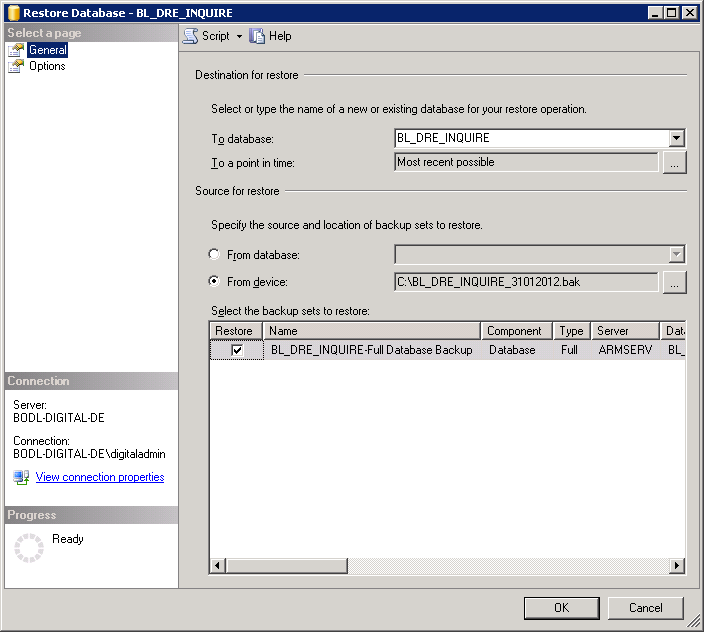 Restore Database - BL_DRE_INQUIRE
Select a page
General
Options
Script
Help
Destination for restore
Select or type the name of a new or existing database for your restore operation.
To database:
BL_DRE_INQUIRE
To a point in time:
Most recent possible
...
Source for restore
Specify the source and location of backup sets to restore.
From database:
From device:
C:\BL_DRE_INQUIRE_31012012.bak
...
Select the backup sets to restore:
Restore Name Component Type Server Data
BL_DRE_INQUIRE-Full Database Backup Database Full ARMSERV BL_
Connection
Server:
BODL-DIGITAL-DE
Connection:
BODL-DIGITAL-DE\digitaladmin
View connection properties
Progress
Ready
OK
Cancel